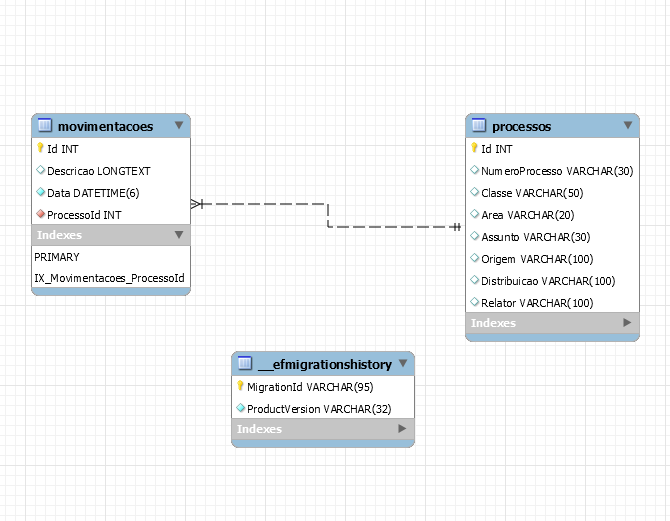 movimentacoes
Id INT
Descricao LONGTEXT
Data DATETIME(6)
ProcessoId INT
Indexes
PRIMARY
IX_Movimentacoes_ProcessoId
processos
Id INT
NumeroProcesso VARCHAR(30)
Classe VARCHAR(50)
Area VARCHAR(20)
Assunto VARCHAR(30)
Origem VARCHAR(100)
Distribuicao VARCHAR(100)
Relator VARCHAR(100)
Indexes
__efmigrationshistory
MigrationId VARCHAR(95)
ProductVersion VARCHAR(32)
Indexes